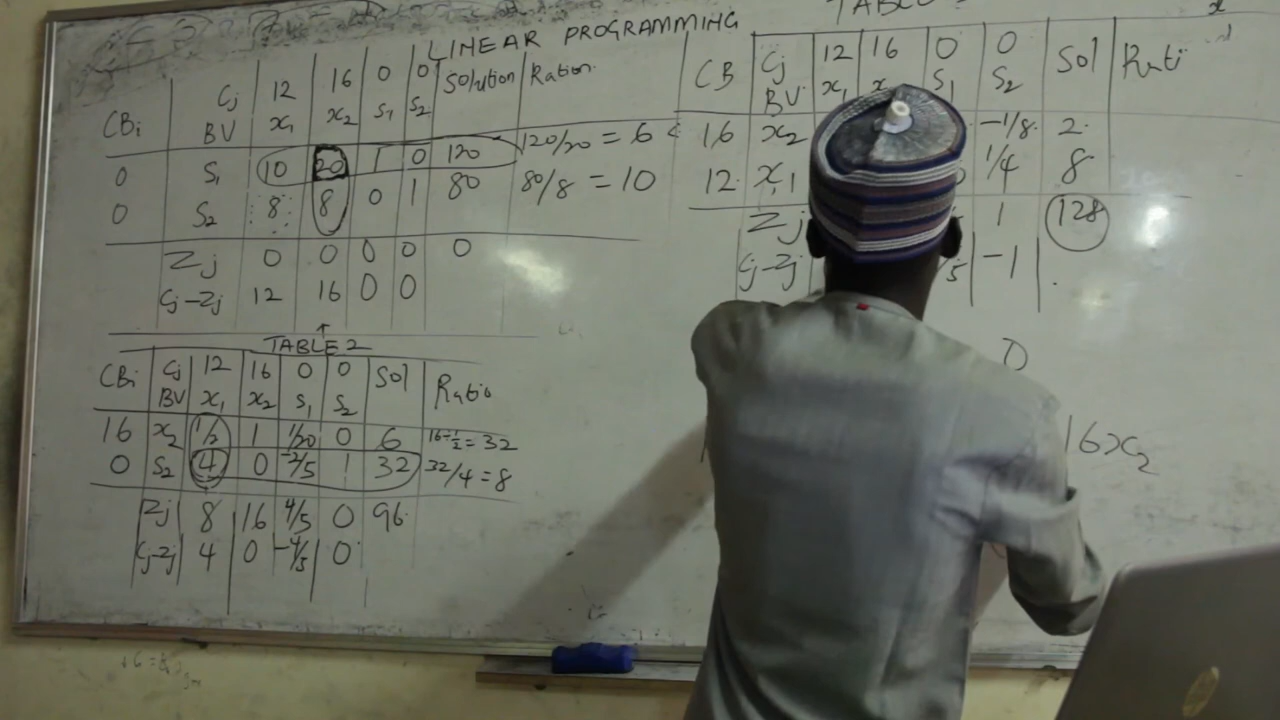 LINEAR PROGRAMMING
CBi Cj 12 16 0 0 Solution Ration
BV x1 x2 S1 S2
0 S1 10 20 1 0 120 120/20 = 6
0 S2 8 8 0 1 80 80/8 = 10
Zj 0 0 0 0 0
Cj-Zj 12 16 0 0
↑
TABLE 2
CBi Cj 12 16 0 0 Sol Ratio
BV x1 x2 S1 S2
16 x2 1/2 1 1/20 0 6 16÷1/2 = 32
0 S2 4 0 -2/5 1 32 32/4 = 8
Zj 8 16 4/5 0 96
Cj-Zj 4 0 -4/5 0
CB Cj 12 16 0 0 Sol Rati
BV x1 S1 S2
16 x2 -1/8 2
12 x1 1/4 8
Zj 1 128
Cj-Zj 5 -1
16x2